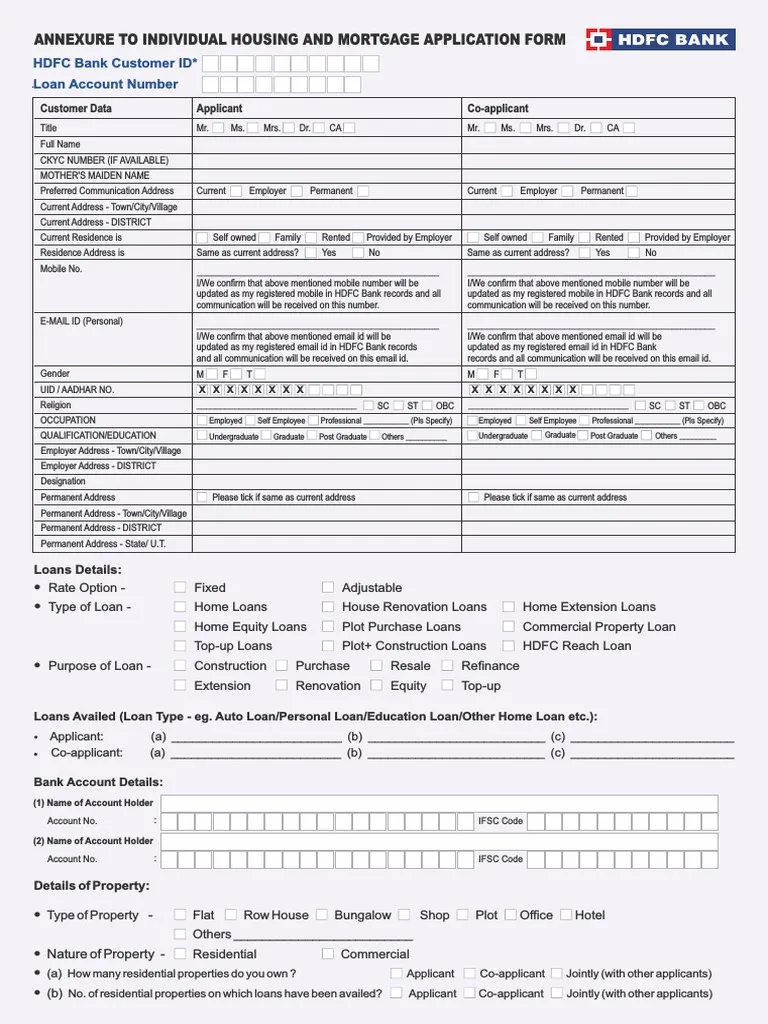 ANNEXURE TO INDIVIDUAL HOUSING AND MORTGAGE APPLICATION FORM HDFC BANK
HDFC Bank Customer ID*
Loan Account Number
Customer Data Applicant Co-applicant
Title Mr. Ms. Mrs. Dr. CA Mr. Ms. Mrs. Dr. CA
Full Name
CKYC NUMBER (IF AVAILABLE)
MOTHER'S MAIDEN NAME
Preferred Communication Address Current Employer Permanent Current Employer Permanent
Current Address - Town/City/Village
Current Address - DISTRICT
Current Residence is Self owned Family Rented Provided by Employer Self owned Family Rented Provided by Employer
Residence Address is Same as current address? Yes No Same as current address? Yes No
Mobile No.
I/We confirm that above mentioned mobile number will be I/We confirm that above mentioned mobile number will be
updated as my registered mobile in HDFC Bank records and all updated as my registered mobile in HDFC Bank records and all
communication will be received on this number. communication will be received on this number.
E-MAIL ID (Personal)
I/We confirm that above mentioned email id will be I/We confirm that above mentioned email id will be
updated as my registered email id in HDFC Bank records updated as my registered email id in HDFC Bank
and all communication will be received on this email id. records and all communication will be received on this email id.
Gender M F T M F T
UID / AADHAR NO. X X X X X X X X X X X X X X X X
Religion SC ST OBC SC ST OBC
OCCUPATION Employed Self Employee Professional (Pls Specify) Employed Self Employee Professional (Pls Specify)
QUALIFICATION/EDUCATION Undergraduate Graduate Post Graduate Others Undergraduate Graduate Post Graduate Others
Employer Address - Town/City/Village
Employer Address - DISTRICT
Designation
Permanent Address Please tick if same as current address Please tick if same as current address
Permanent Address - Town/City/Village
Permanent Address - DISTRICT
Permanent Address - State/ U.T.
Loans Details:
• Rate Option - Fixed Adjustable
• Type of Loan - Home Loans House Renovation Loans Home Extension Loans
Home Equity Loans Plot Purchase Loans Commercial Property Loan
Top-up Loans Plot+ Construction Loans HDFC Reach Loan
• Purpose of Loan - Construction Purchase Resale Refinance
Extension Renovation Equity Top-up
Loans Availed (Loan Type - eg. Auto Loan/Personal Loan/Education Loan/Other Home Loan etc.):
• Applicant: (a) (b) (c)
• Co-applicant: (a) (b) (c)
Bank Account Details:
(1) Name of Account Holder
Account No. : IFSC Code
(2) Name of Account Holder
Account No. : IFSC Code
Details of Property:
• Type of Property - Flat Row House Bungalow Shop Plot Office Hotel
Others
• Nature of Property - Residential Commercial
• (a) How many residential properties do you own ? Applicant Co-applicant Jointly (with other applicants)
• (b) No. of residential properties on which loans have been availed? Applicant Co-applicant Jointly (with other applicants)